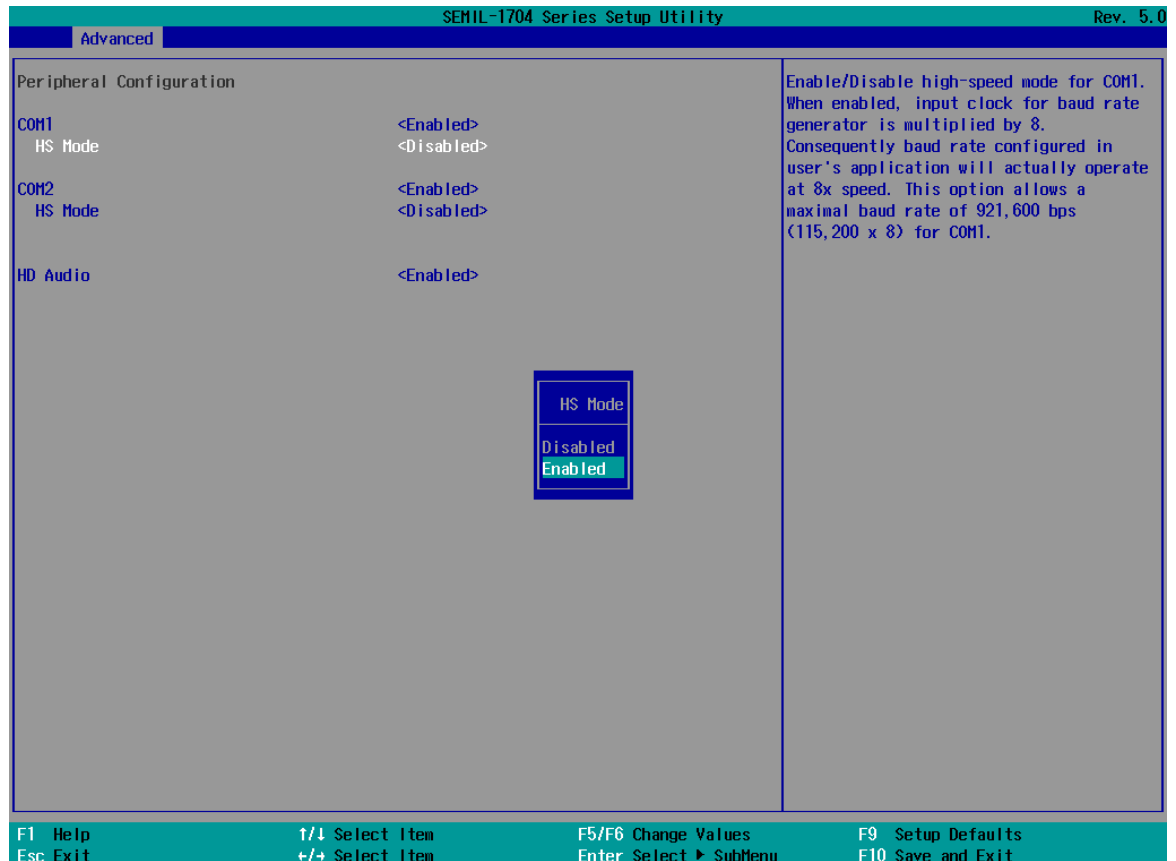 SEMIL-1704 Series Setup Utility Rev. 5.0
Advanced
Peripheral Configuration
COM1 <Enabled>
HS Mode <Disabled>
COM2 <Enabled>
HS Mode <Disabled>
HD Audio <Enabled>
Enable/Disable high-speed mode for COM1.
When enabled, input clock for baud rate
generator is multiplied by 8.
Consequently baud rate configured in
user's application will actually operate
at 8x speed. This option allows a
maximal baud rate of 921,600 bps
(115,200 x 8) for COM1.
HS Mode
Disabled
Enabled
F1 Help ↑/↓ Select Item F5/F6 Change Values F9 Setup Defaults
Esc Exit ←/→ Select Item Enter Select ▶ SubMenu F10 Save and Exit